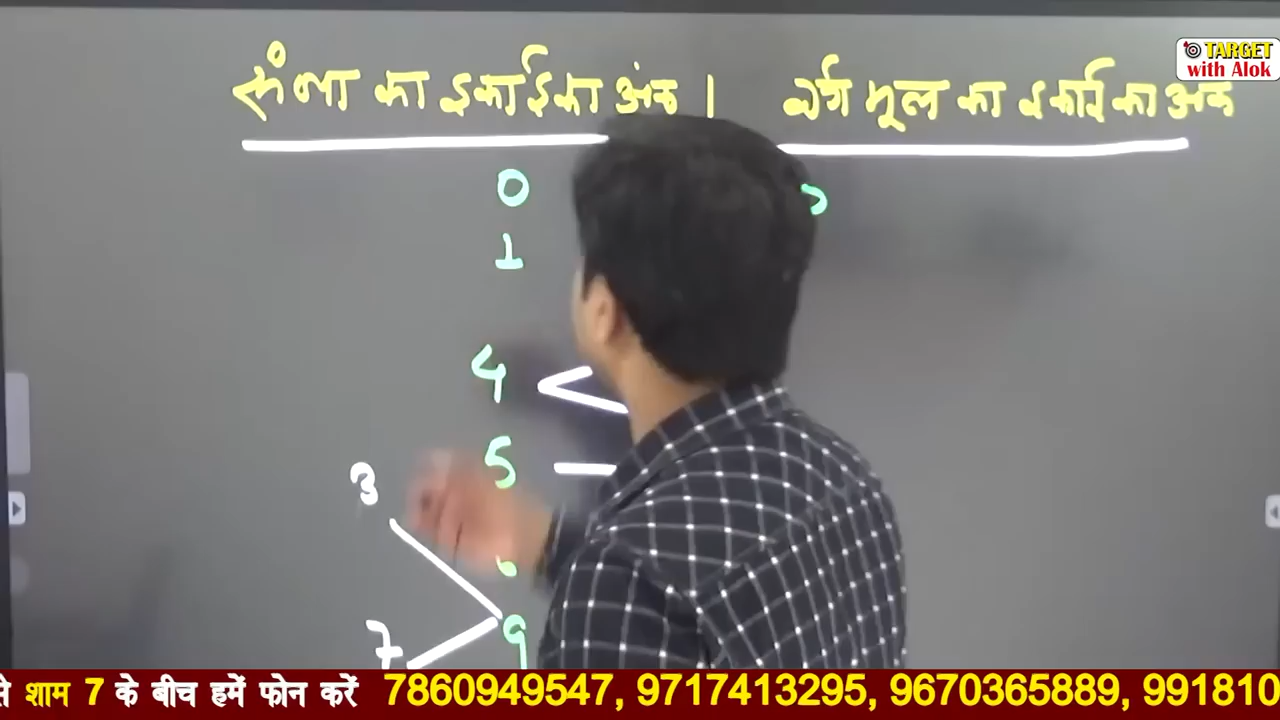 TARGET
with Alok
संख्या का इकाई का अंक | वर्ग मूल का इकाई का अंक
0
1
4
5
3
9
7
से शाम 7 के बीच हमें फोन करें 7860949547, 9717413295, 9670365889, 991810